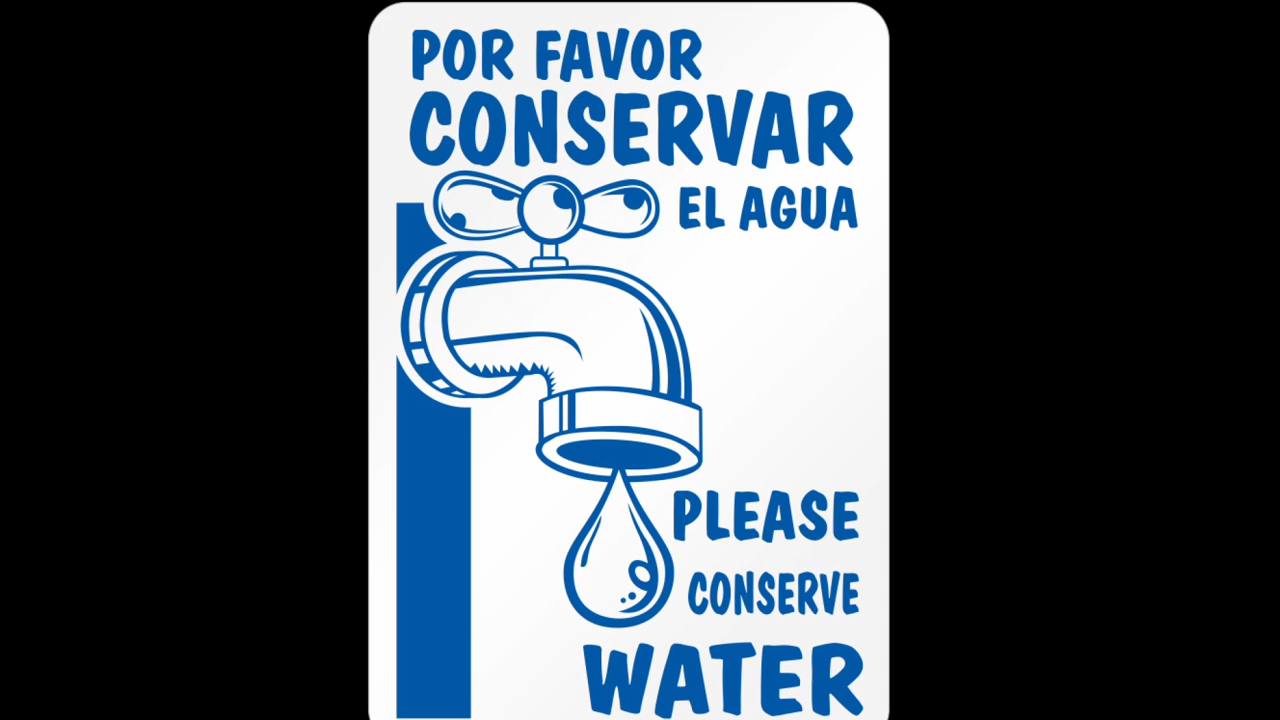 POR FAVOR
CONSERVAR
EL AGUA
PLEASE
CONSERVE
WATER